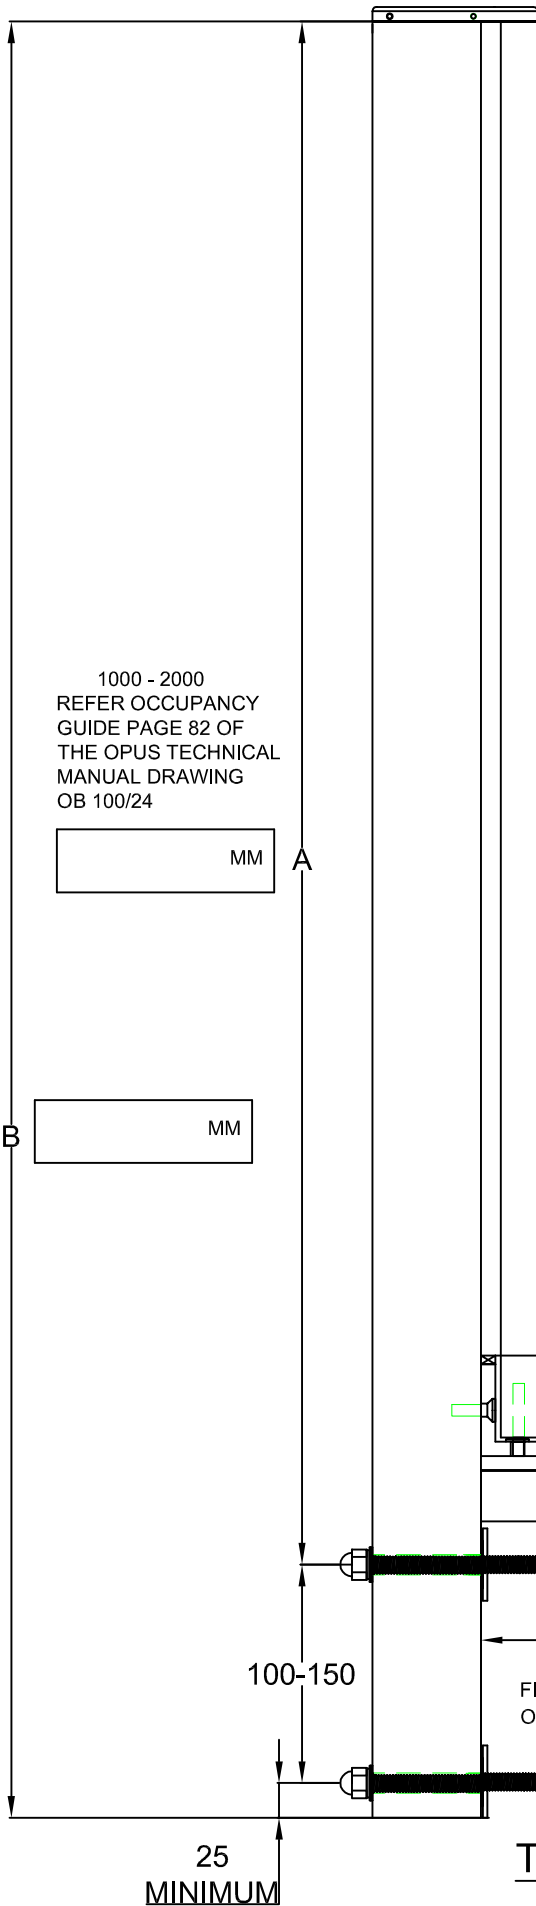 1000 - 2000
REFER OCCUPANCY
GUIDE PAGE 82 OF
THE OPUS TECHNICAL
MANUAL DRAWING
OB 100/24
MM
A
B
MM
100-150
25
MINIMUM